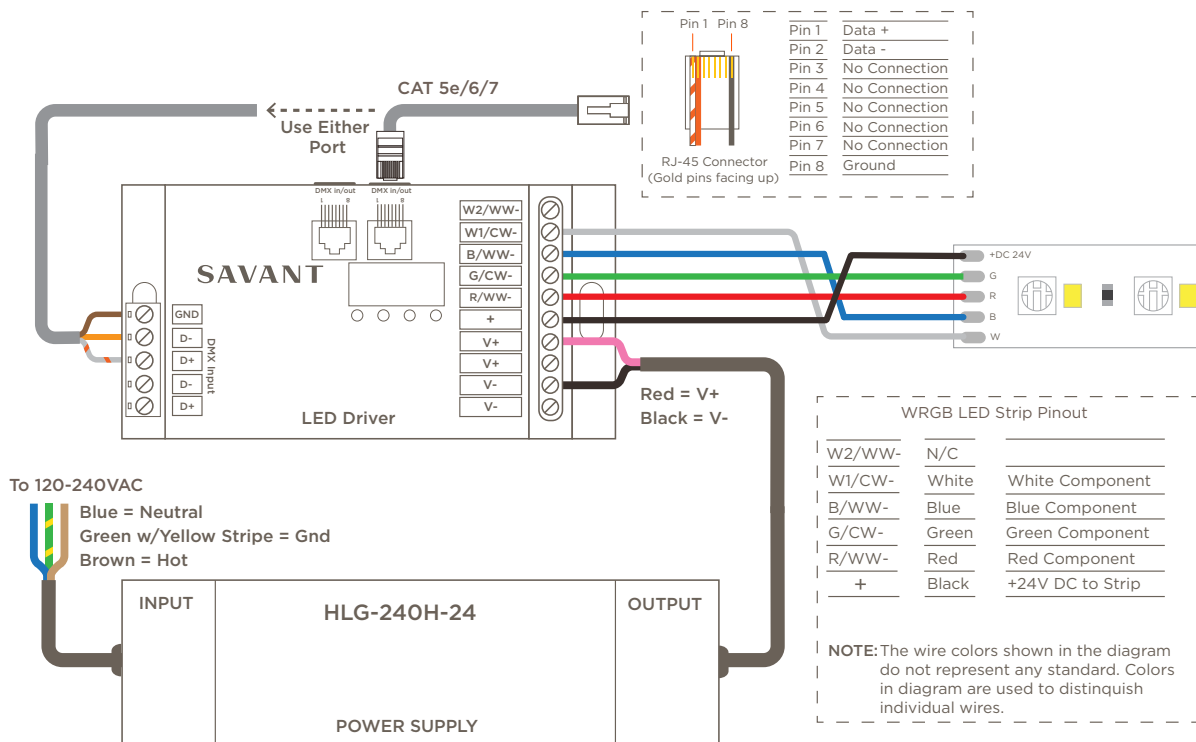 Pin 1 Pin 8
Pin 1 Data +
Pin 2 Data -
Pin 3 No Connection
Pin 4 No Connection
Pin 5 No Connection
Pin 6 No Connection
Pin 7 No Connection
Pin 8 Ground
RJ-45 Connector
(Gold pins facing up)
CAT 5e/6/7
Use Either
Port
DMX in/out DMX in/out
1 8 1 8
SAVANT
W2/WW-
W1/CW-
B/WW-
G/CW-
R/WW-
+
V+
V+
V-
V-
GND
D-
D+
D-
D+
DMX Input
LED Driver
+DC 24V
G
R
B
W
Red = V+
Black = V-
WRGB LED Strip Pinout
W2/WW- N/C
W1/CW- White White Component
B/WW- Blue Blue Component
G/CW- Green Green Component
R/WW- Red Red Component
+ Black +24V DC to Strip
NOTE: The wire colors shown in the diagram
do not represent any standard. Colors
in diagram are used to distinquish
individual wires.
To 120-240VAC
Blue = Neutral
Green w/Yellow Stripe = Gnd
Brown = Hot
INPUT
HLG-240H-24
OUTPUT
POWER SUPPLY